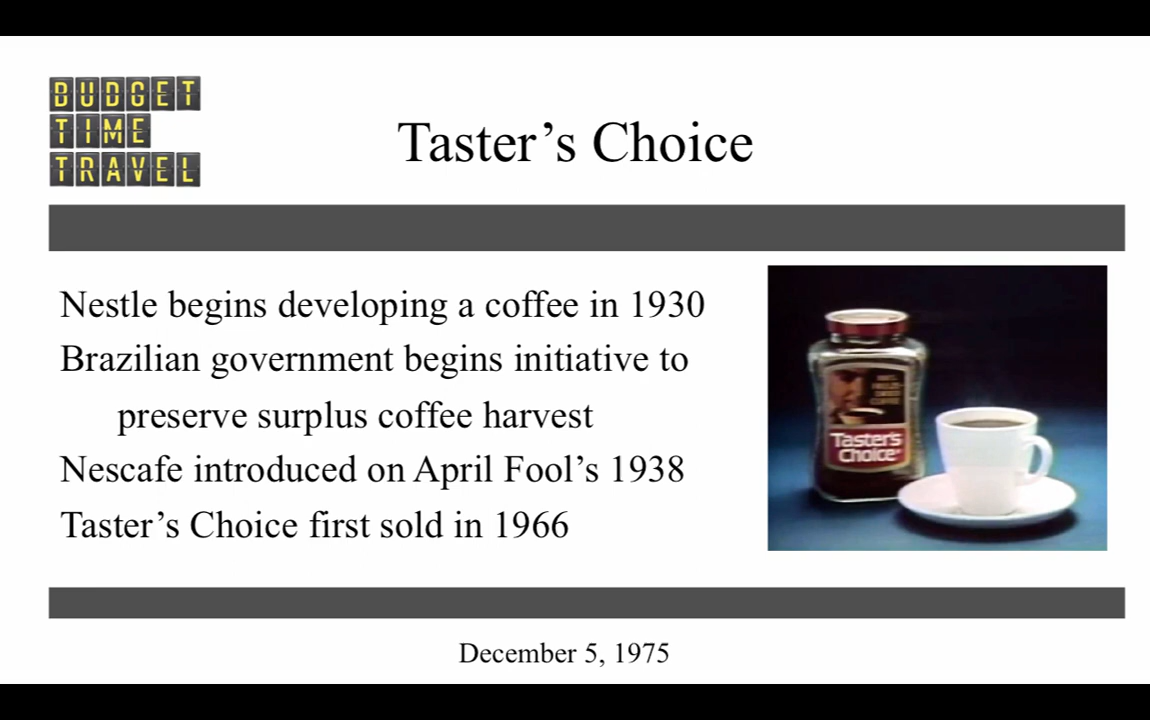 BUDGET
TIME
TRAVEL
Taster’s Choice
Nestle begins developing a coffee in 1930
Brazilian government begins initiative to
preserve surplus coffee harvest
Nescafe introduced on April Fool’s 1938
Taster’s Choice first sold in 1966
Taster's
Choice
December 5, 1975